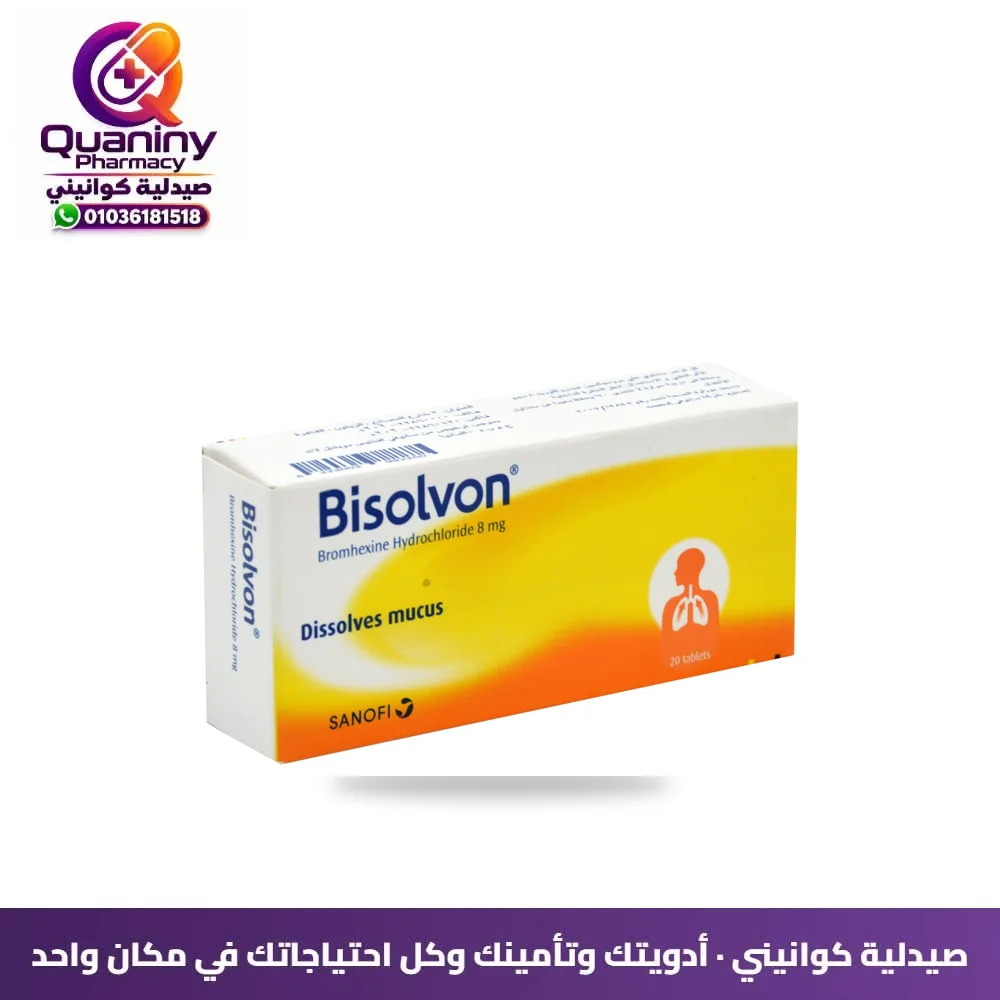 Quaniny
Pharmacy
صيدلية كوانيني
01036181518
Bisolvon®
Bromhexine Hydrochloride 8 mg
Dissolves mucus
SANOFI
20 tablets
Bisolvon®
Bromhexine Hydrochloride 8 mg
صيدلية كوانيني · أدويتك وتأمينك وكل احتياجاتك في مكان واحد